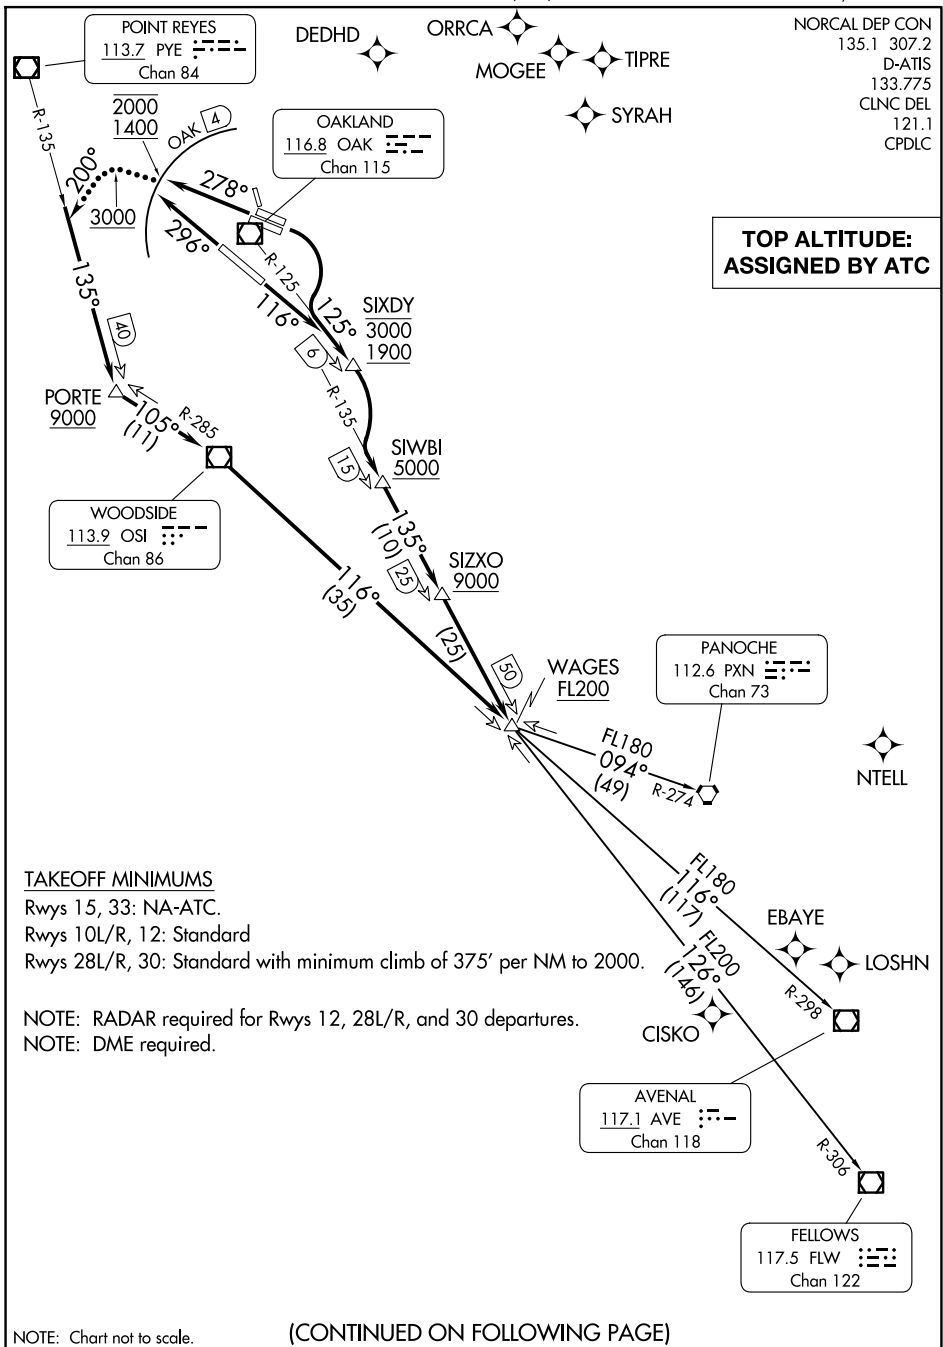 POINT REYES
113.7 PYE
Chan 84
DEDHD
ORRCA
MOGEE
TIPRE
SYRAH
NORCAL DEP CON
135.1 307.2
D-ATIS
133.775
CLNC DEL
121.1
CPDLC
R-135
2000
1400
OAK 4
OAKLAND
116.8 OAK
Chan 115
200°
3000
278°
296°
R-125
116°
125°
TOP ALTITUDE:
ASSIGNED BY ATC
135°
40
SIXDY
3000
1900
6
R-135
PORTE
9000
105°
(11)
R-285
SIWBI
5000
15
WOODSIDE
113.9 OSI
Chan 86
135°
(10)
SIZXO
9000
25
116°
(35)
(25)
50
WAGES
FL200
PANOCHE
112.6 PXN
Chan 73
FL180
094°
(49)
R-274
NTELL
TAKEOFF MINIMUMS
Rwys 15, 33: NA-ATC.
Rwys 10L/R, 12: Standard
Rwys 28L/R, 30: Standard with minimum climb of 375' per NM to 2000.
NOTE: RADAR required for Rwys 12, 28L/R, and 30 departures.
NOTE: DME required.
FL180
116°
(117)
FL200
126°
(146)
EBAYE
LOSHN
CISKO
R-298
AVENAL
117.1 AVE
Chan 118
R-306
FELLOWS
117.5 FLW
Chan 122
NOTE: Chart not to scale.
(CONTINUED ON FOLLOWING PAGE)